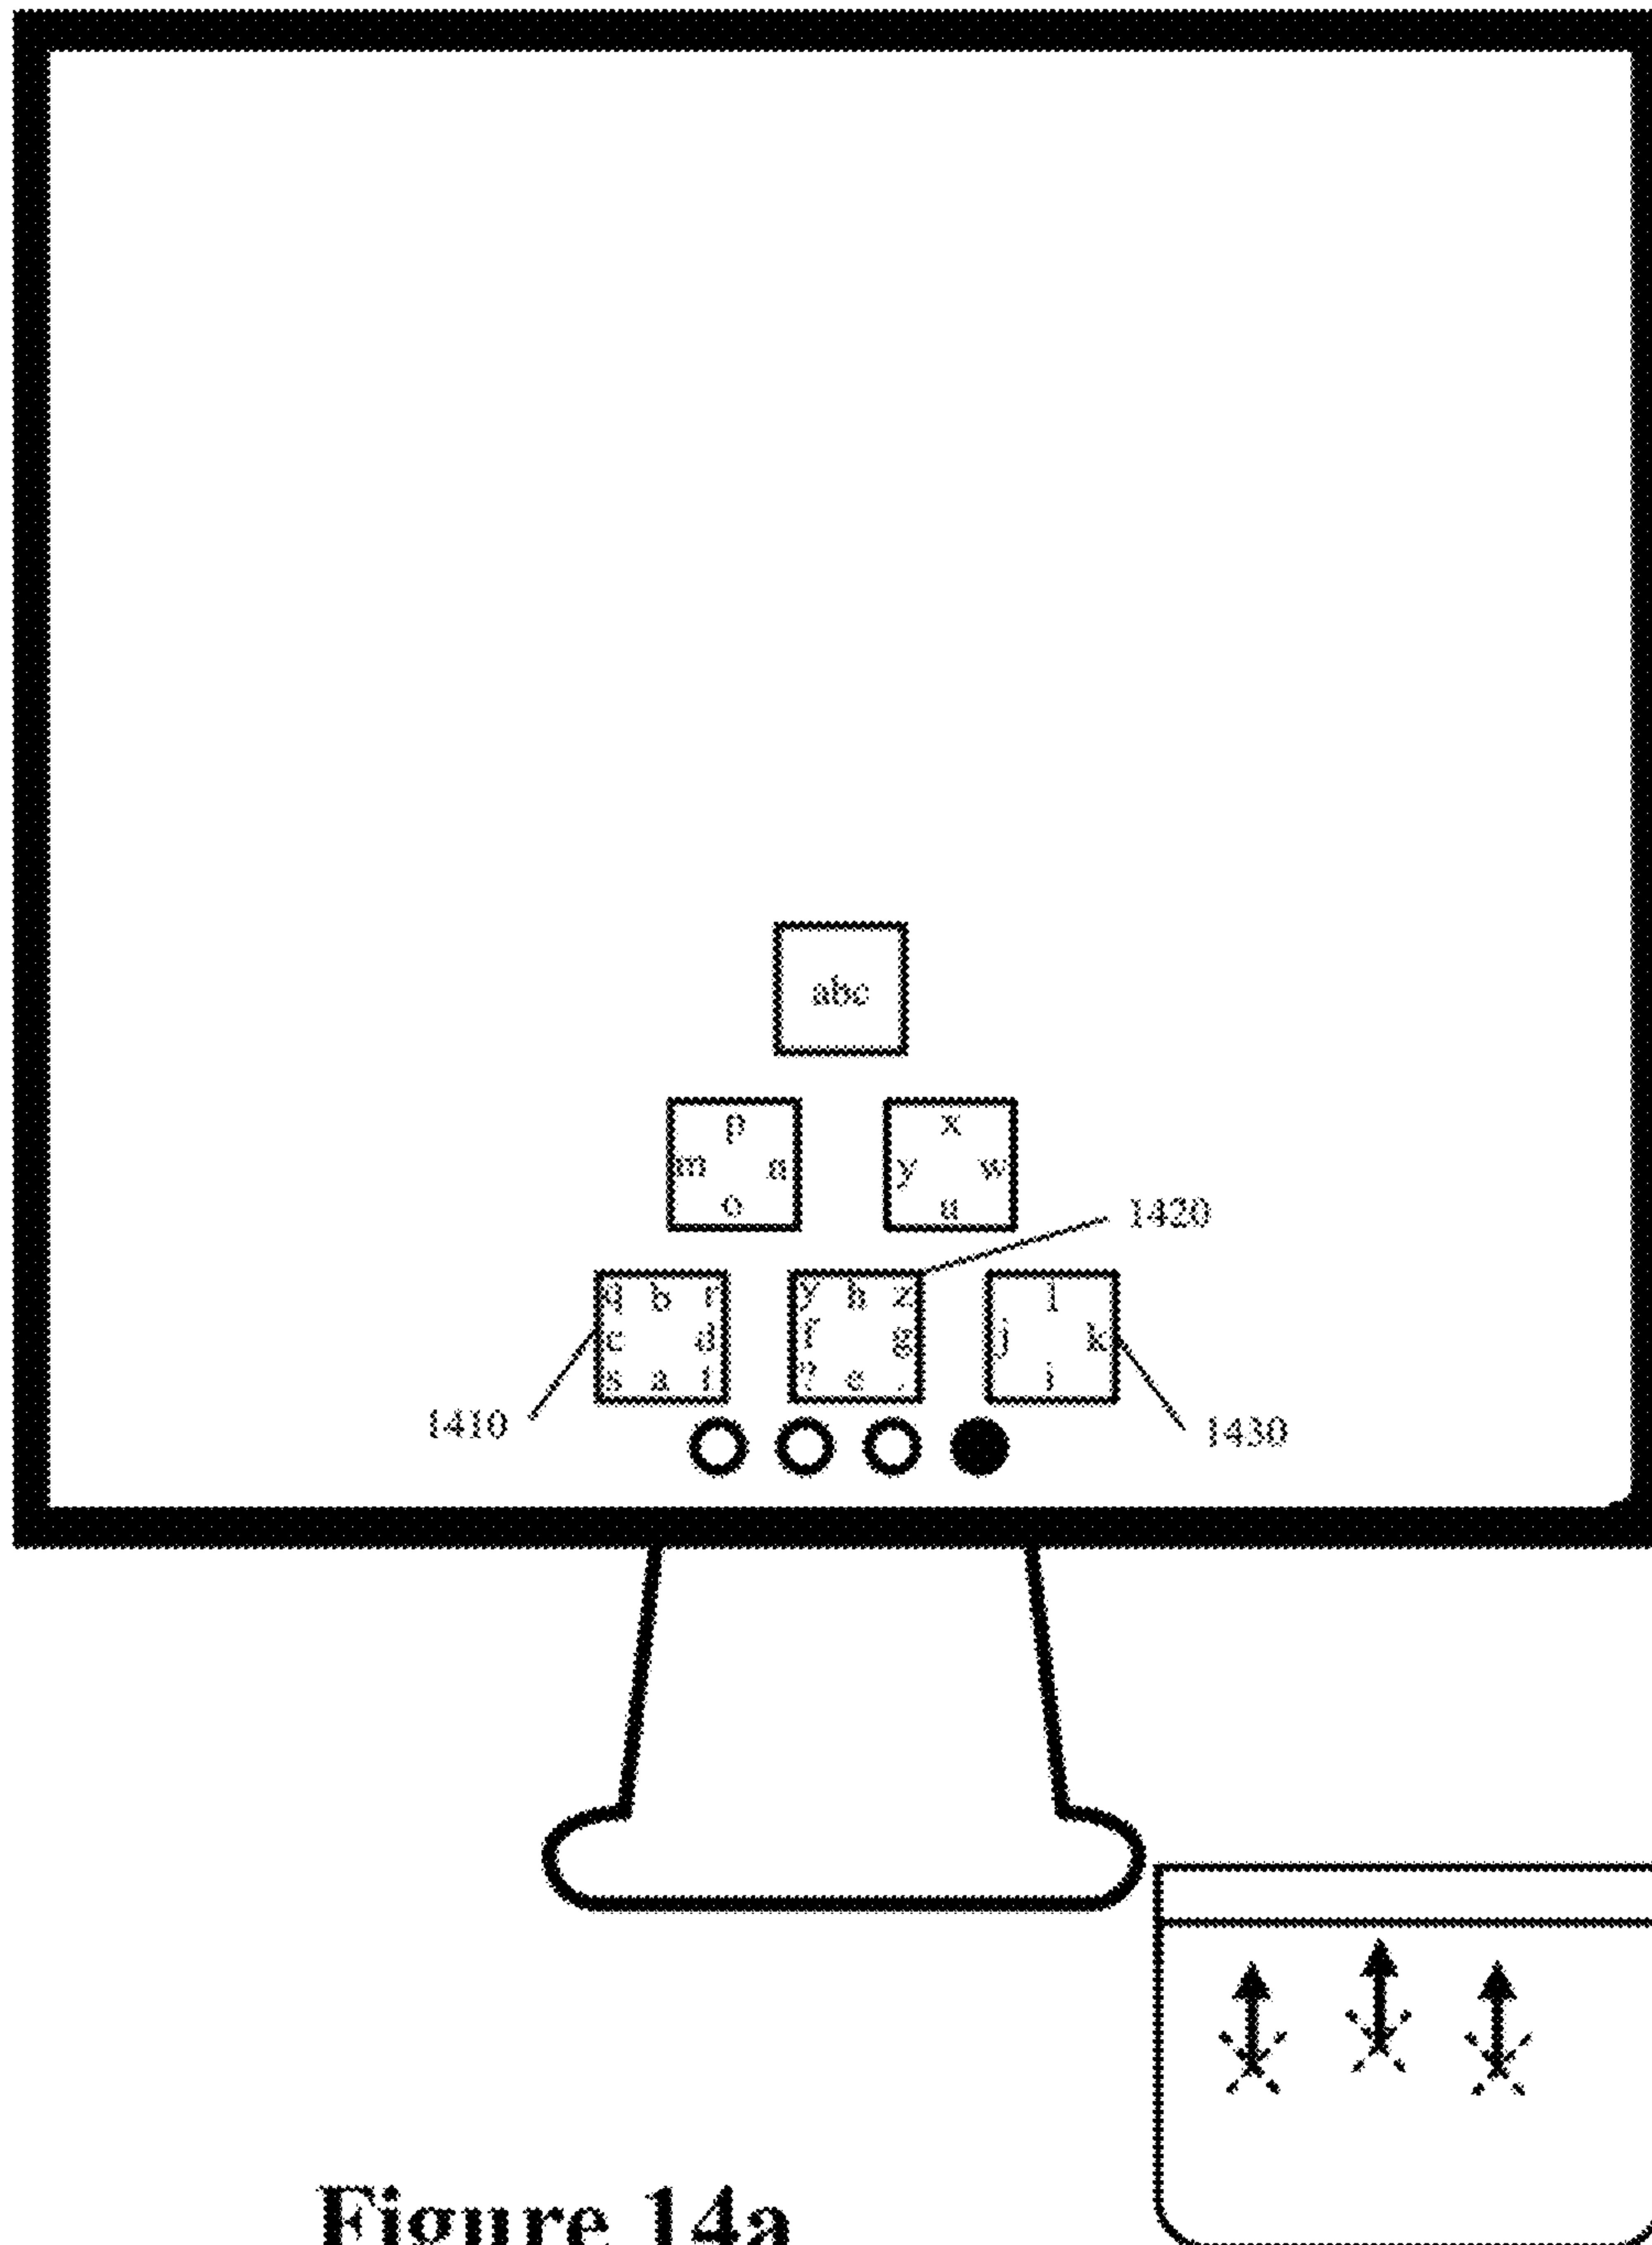 abc
p x
m n y w
o u
1420
q b r y h z l
c d f g j k
s a t ? e . i
1410
1430
Figure 14a